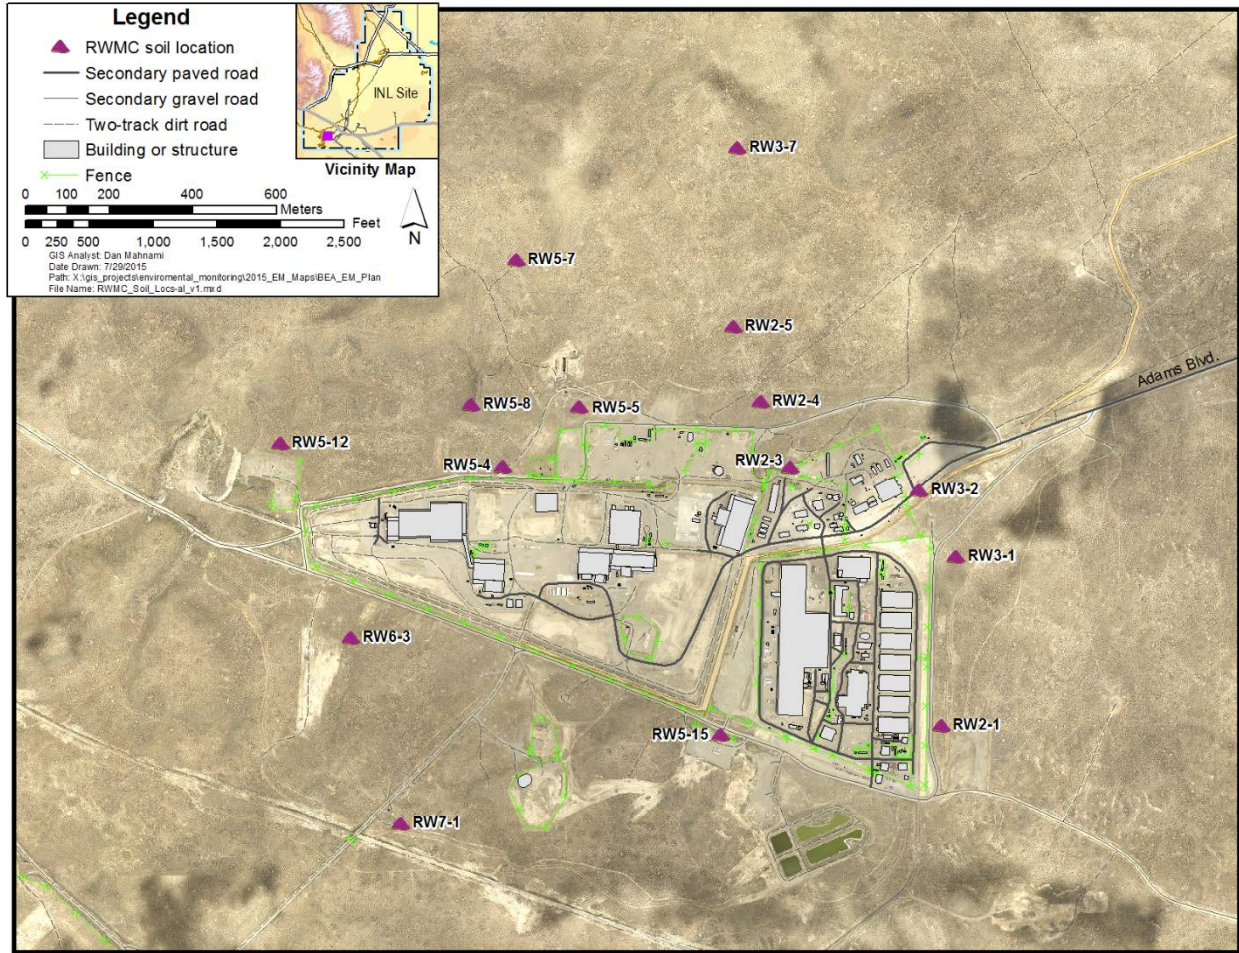 Legend
RWMC soil location
Secondary paved road
Secondary gravel road
Two-track dirt road
Building or structure
Fence
INL Site
Vicinity Map
0 100 200 400 600
Meters
Feet
0 250 500 1,000 1,500 2,000 2,500
N
GIS Analyst: Dan Mahnami
Date Drawn: 7/29/2015
Path: X:\gis_projects\enviromental_monitoring\2015_EM_Maps\BEA_EM_Plan
File Name: RWMC_Soil_Locs-al_v1.mxd
RW3-7
RW5-7
RW2-5
Adams Blvd.
RW5-8
RW5-5
RW2-4
RW5-12
RW5-4
RW2-3
RW3-2
RW3-1
RW6-3
RW2-1
RW5-15
RW7-1